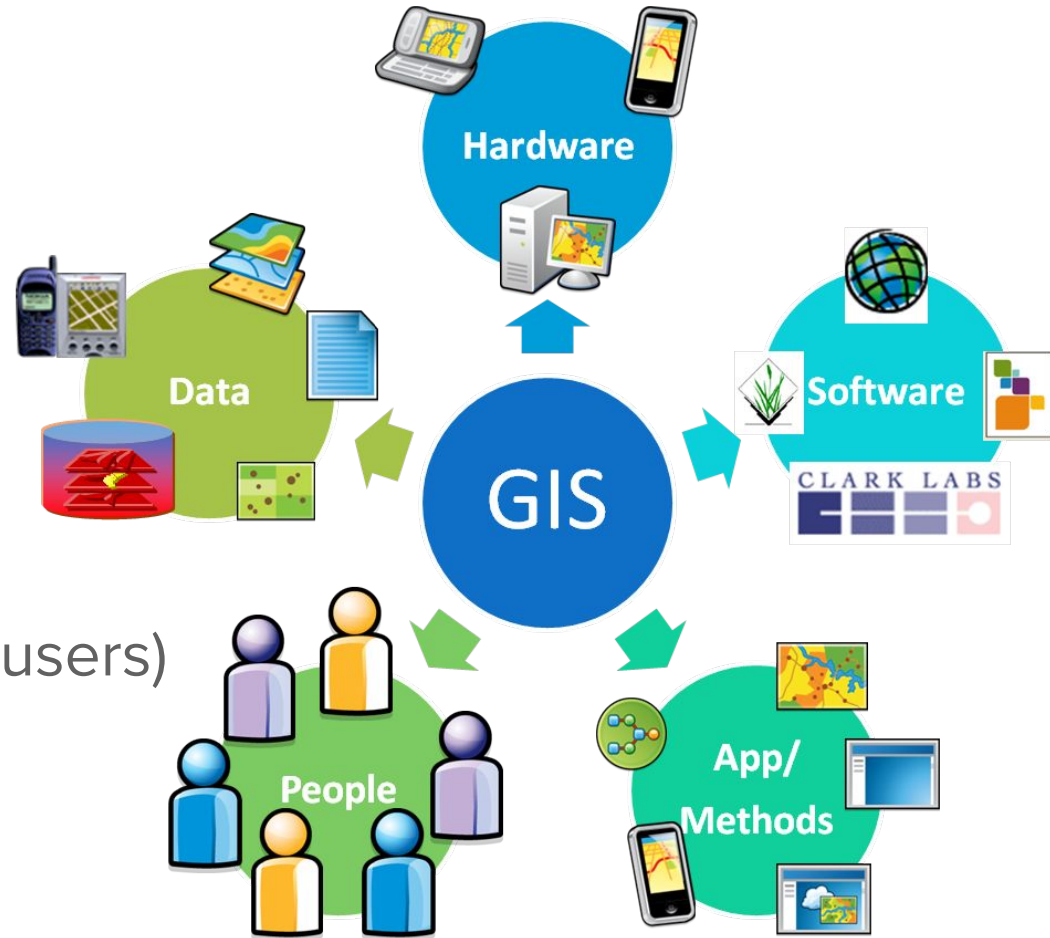 Hardware
Data
Software
CLARK LABS
GIS
users)
People
App/
Methods